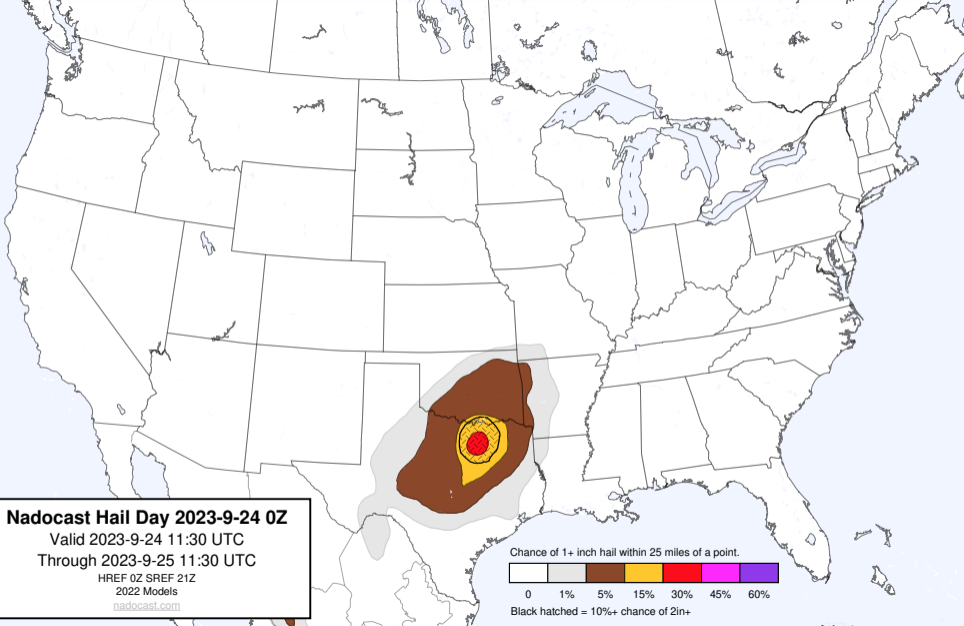 Nadocast Hail Day 2023-9-24 0Z
Valid 2023-9-24 11:30 UTC
Through 2023-9-25 11:30 UTC
HREF 0Z SREF 21Z
2022 Models
nadocast.com
Chance of 1+ inch hail within 25 miles of a point.
0 1% 5% 15% 30% 45% 60%
Black hatched = 10%+ chance of 2in+